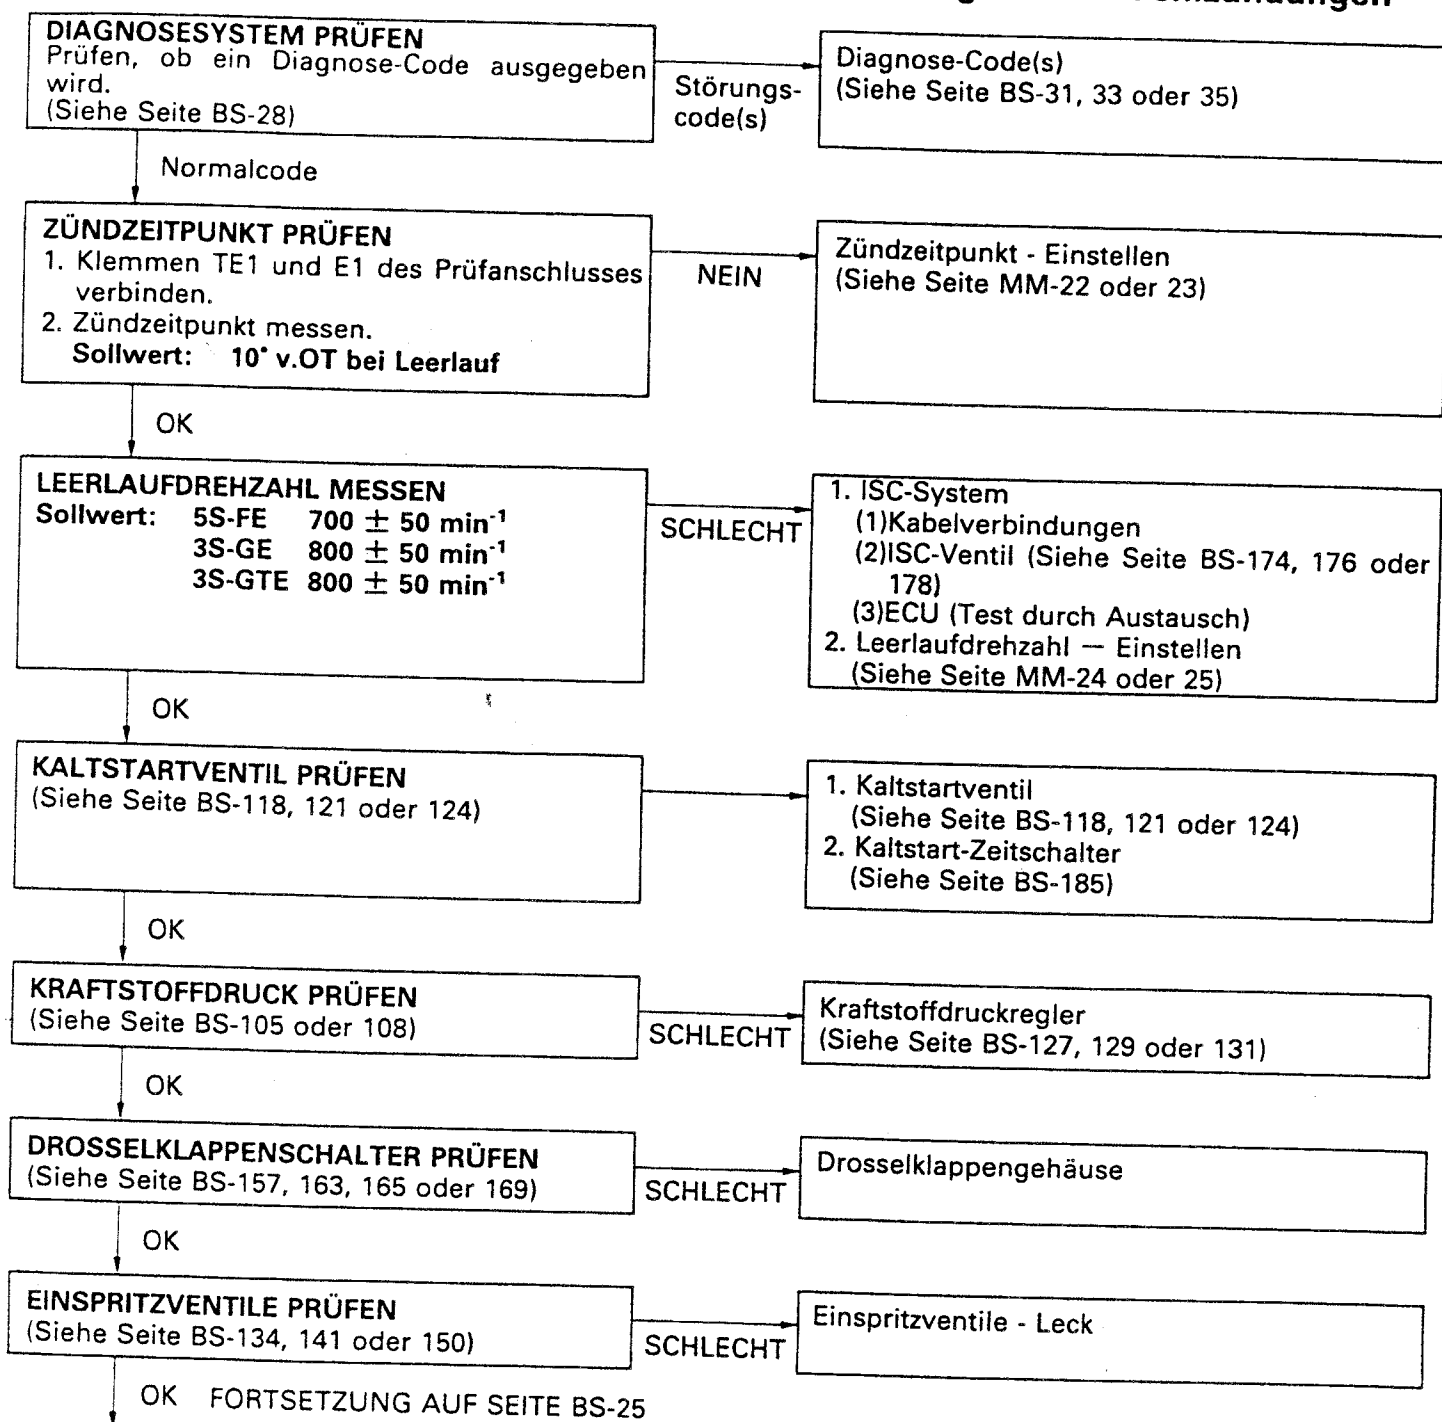 DIAGNOSESYSTEM PRÜFEN
Prüfen, ob ein Diagnose-Code ausgegeben
wird.
(Siehe Seite BS-28)
Störungs-
code(s)
Diagnose-Code(s)
(Siehe Seite BS-31, 33 oder 35)
Normalcode
ZÜNDZEITPUNKT PRÜFEN
1. Klemmen TE1 und E1 des Prüfanschlusses
verbinden.
2. Zündzeitpunkt messen.
Sollwert: 10° v.OT bei Leerlauf
NEIN
Zündzeitpunkt - Einstellen
(Siehe Seite MM-22 oder 23)
OK
LEERLAUFDREHZAHL MESSEN
Sollwert: 5S-FE 700 ± 50 min⁻¹
3S-GE 800 ± 50 min⁻¹
3S-GTE 800 ± 50 min⁻¹
SCHLECHT
1. ISC-System
(1)Kabelverbindungen
(2)ISC-Ventil (Siehe Seite BS-174, 176 oder
178)
(3)ECU (Test durch Austausch)
2. Leerlaufdrehzahl — Einstellen
(Siehe Seite MM-24 oder 25)
OK
KALTSTARTVENTIL PRÜFEN
(Siehe Seite BS-118, 121 oder 124)
1. Kaltstartventil
(Siehe Seite BS-118, 121 oder 124)
2. Kaltstart-Zeitschalter
(Siehe Seite BS-185)
OK
KRAFTSTOFFDRUCK PRÜFEN
(Siehe Seite BS-105 oder 108)
SCHLECHT
Kraftstoffdruckregler
(Siehe Seite BS-127, 129 oder 131)
OK
DROSSELKLAPPENSCHALTER PRÜFEN
(Siehe Seite BS-157, 163, 165 oder 169)
SCHLECHT
Drosselklappengehäuse
OK
EINSPRITZVENTILE PRÜFEN
(Siehe Seite BS-134, 141 oder 150)
SCHLECHT
Einspritzventile - Leck
OK FORTSETZUNG AUF SEITE BS-25